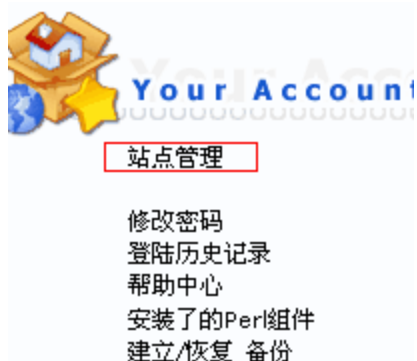 Your Account
站点管理
修改密码
登陆历史记录
帮助中心
安装了的Perl组件
建立/恢复 备份